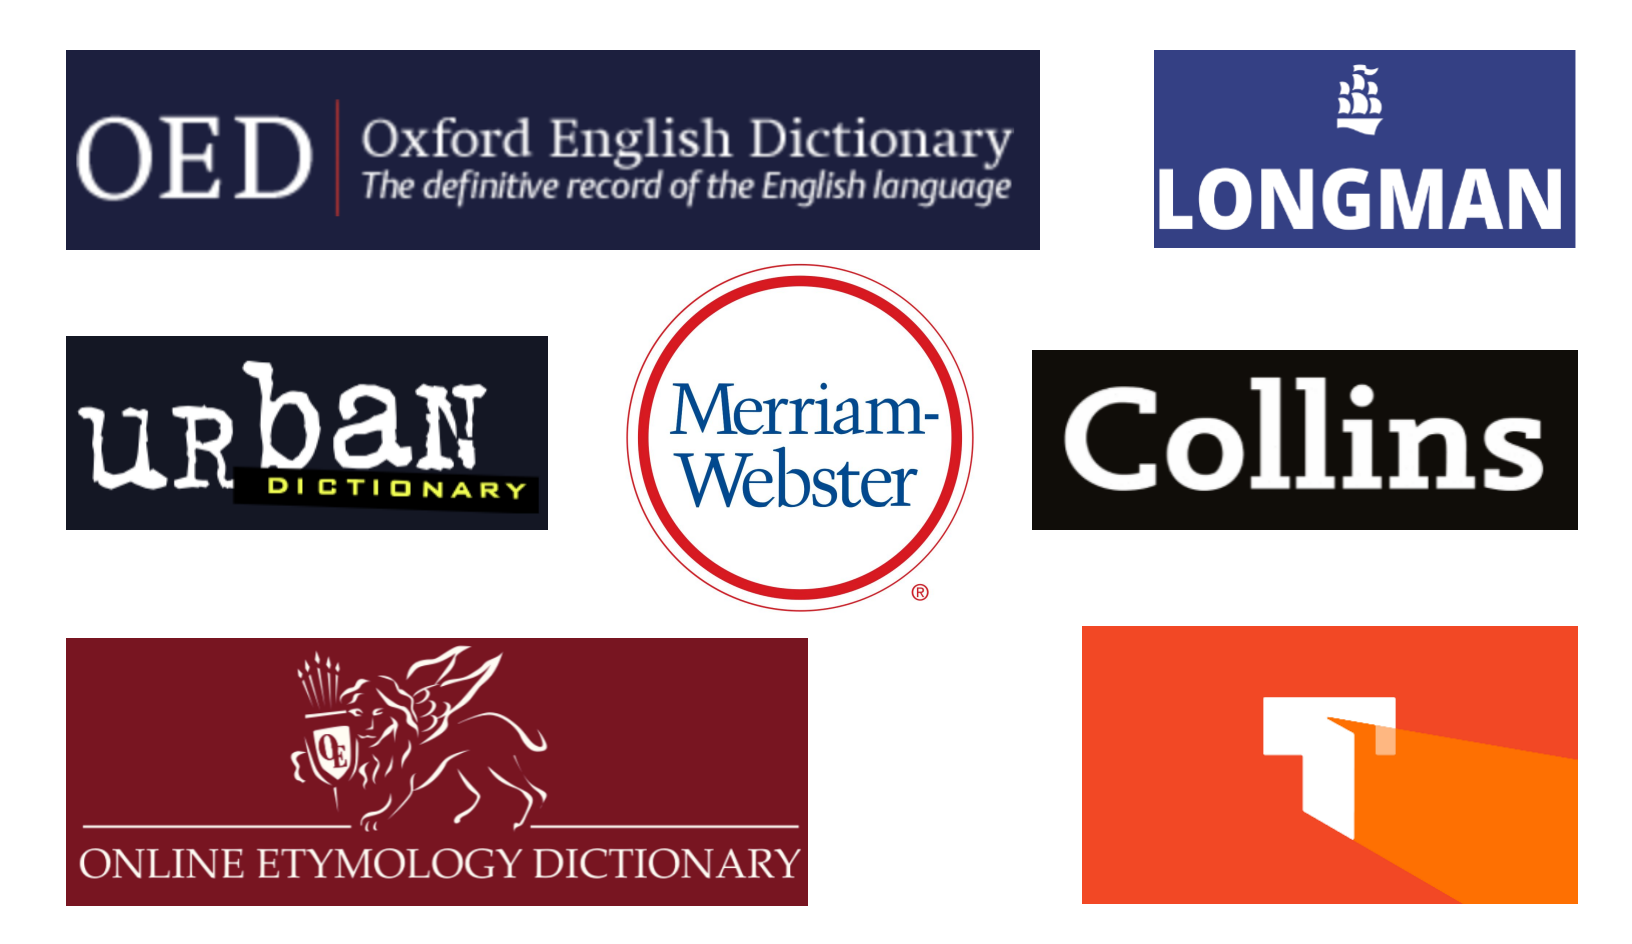 OED
Oxford English Dictionary
The definitive record of the English language
LONGMAN
urban
DICTIONARY
Merriam-
Webster
®
Collins
OE
ONLINE ETYMOLOGY DICTIONARY
T